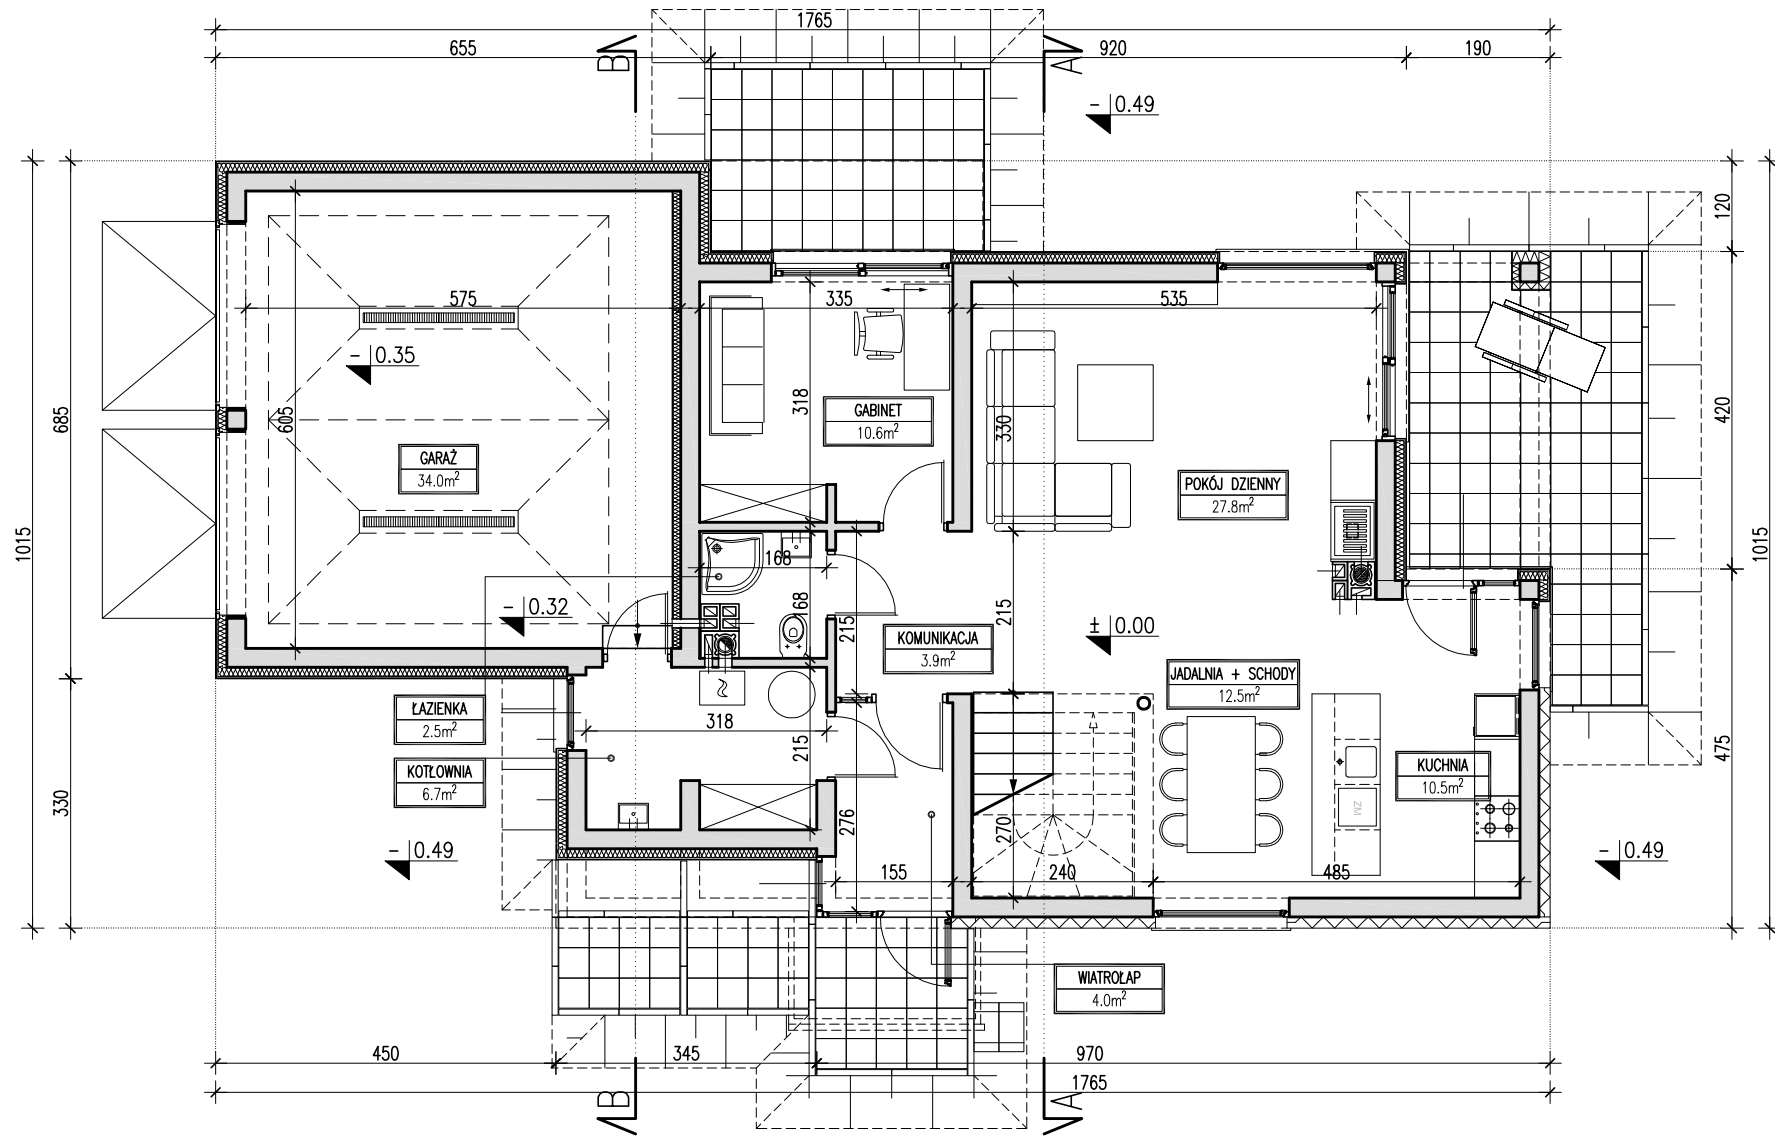 1765
655
920
190
B
A
- 0.49
120
575
335
535
- 0.35
685
605
318
330
420
GABINET
10.6m²
GARAŻ
34.0m²
POKÓJ DZIENNY
27.8m²
1015
1015
168
168
- 0.32
215
215
± 0.00
KOMUNIKACJA
3.9m²
JADALNIA + SCHODY
12.5m²
ŁAZIENKA
2.5m²
318
215
475
KOTŁOWNIA
6.7m²
KUCHNIA
10.5m²
330
ZM
276
270
- 0.49
- 0.49
155
240
485
WIATROŁAP
4.0m²
450
345
970
1765
B
A